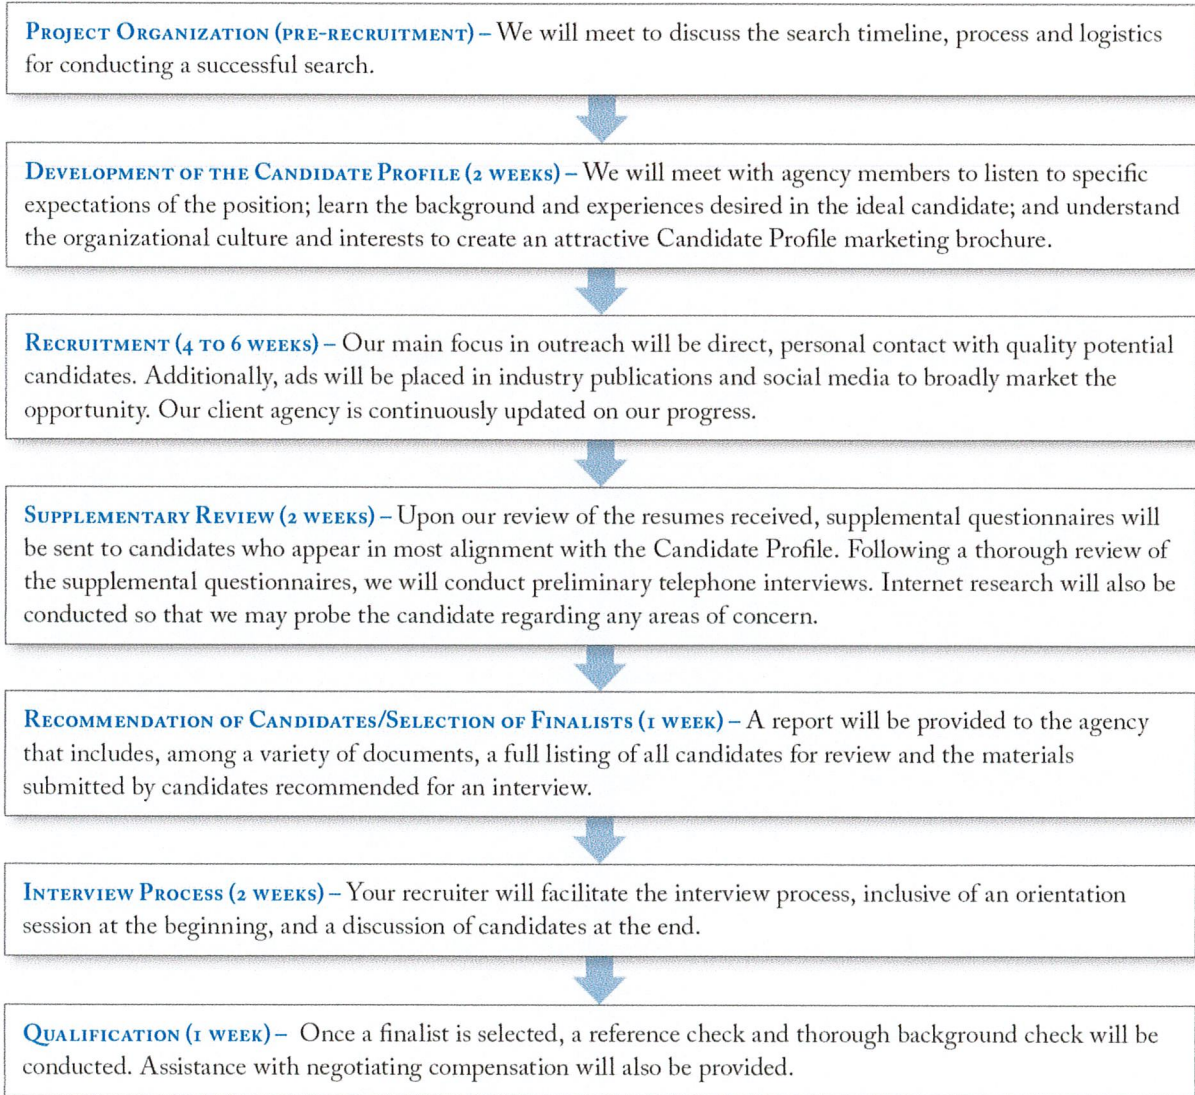 PROJECT ORGANIZATION (PRE-RECRUITMENT) – We will meet to discuss the search timeline, process and logistics
for conducting a successful search.
DEVELOPMENT OF THE CANDIDATE PROFILE (2 WEEKS) – We will meet with agency members to listen to specific
expectations of the position; learn the background and experiences desired in the ideal candidate; and understand
the organizational culture and interests to create an attractive Candidate Profile marketing brochure.
RECRUITMENT (4 TO 6 WEEKS) – Our main focus in outreach will be direct, personal contact with quality potential
candidates. Additionally, ads will be placed in industry publications and social media to broadly market the
opportunity. Our client agency is continuously updated on our progress.
SUPPLEMENTARY REVIEW (2 WEEKS) – Upon our review of the resumes received, supplemental questionnaires will
be sent to candidates who appear in most alignment with the Candidate Profile. Following a thorough review of
the supplemental questionnaires, we will conduct preliminary telephone interviews. Internet research will also be
conducted so that we may probe the candidate regarding any areas of concern.
RECOMMENDATION OF CANDIDATES/SELECTION OF FINALISTS (1 WEEK) – A report will be provided to the agency
that includes, among a variety of documents, a full listing of all candidates for review and the materials
submitted by candidates recommended for an interview.
INTERVIEW PROCESS (2 WEEKS) – Your recruiter will facilitate the interview process, inclusive of an orientation
session at the beginning, and a discussion of candidates at the end.
QUALIFICATION (1 WEEK) – Once a finalist is selected, a reference check and thorough background check will be
conducted. Assistance with negotiating compensation will also be provided.